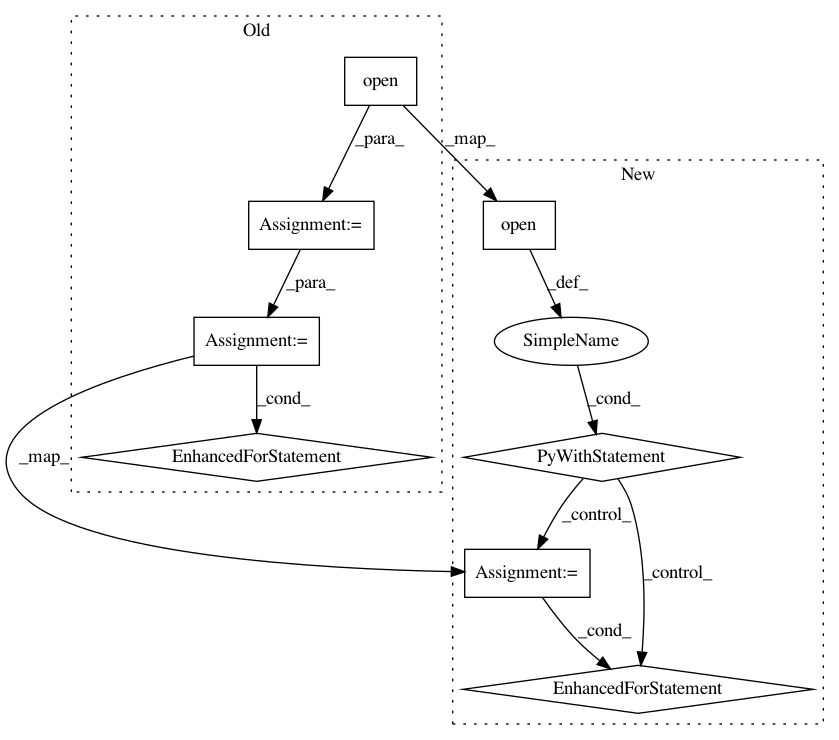 Old
open
_para_
_map_
New
Assignment:=
open
_para_
_def_
Assignment:=
SimpleName
_cond_
_cond_
_map_
EnhancedForStatement
PyWithStatement
_control_
Assignment:=
_control_
_cond_
EnhancedForStatement